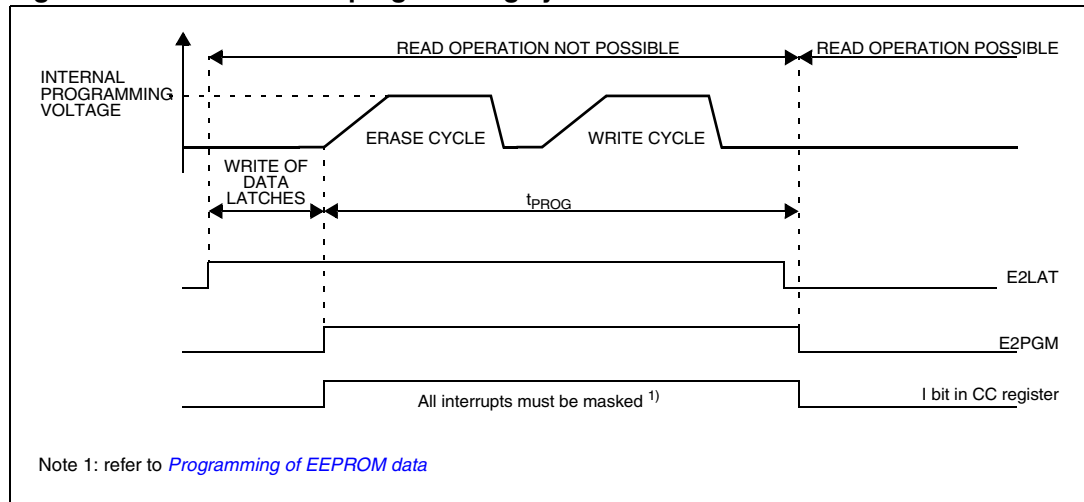 READ OPERATION NOT POSSIBLE
READ OPERATION POSSIBLE
INTERNAL
PROGRAMMING
VOLTAGE
ERASE CYCLE
WRITE CYCLE
WRITE OF
DATA
LATCHES
tPROG
E2LAT
E2PGM
All interrupts must be masked 1)
I bit in CC register
Note 1: refer to Programming of EEPROM data